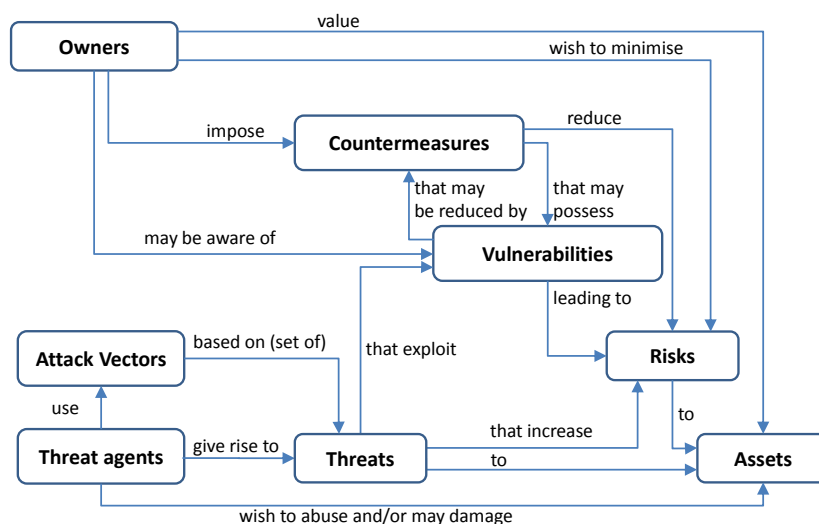 value
Owners
wish to minimise
impose
reduce
Countermeasures
that may
be reduced by
that may
possess
may be aware of
Vulnerabilities
leading to
based on (set of)
that exploit
Attack Vectors
Risks
use
to
give rise to
that increase
Threat agents
Threats
to
Assets
wish to abuse and/or may damage